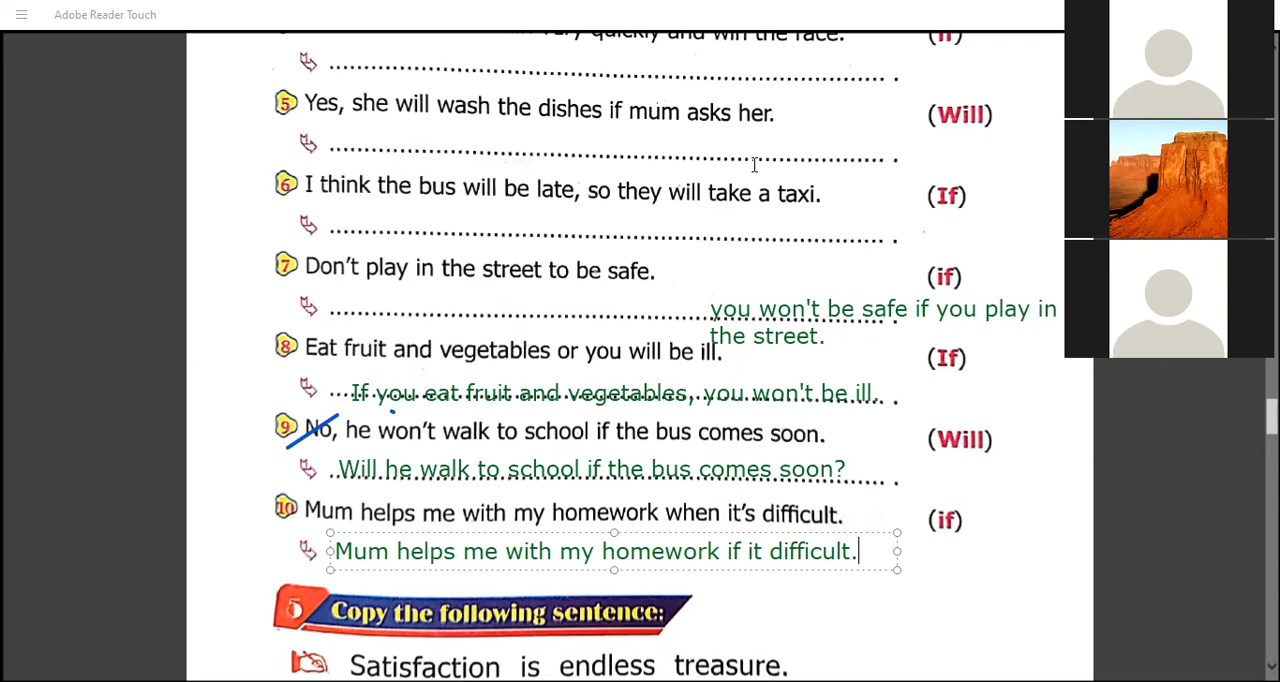 Adobe Reader Touch
very quickly and win the race. (If)
5 Yes, she will wash the dishes if mum asks her. (Will)
6 I think the bus will be late, so they will take a taxi. (If)
7 Don't play in the street to be safe. (if)
you won't be safe if you play in
the street.
8 Eat fruit and vegetables or you will be ill. (If)
If you eat fruit and vegetables, you won't be ill.
9 No, he won't walk to school if the bus comes soon. (Will)
Will he walk to school if the bus comes soon?
10 Mum helps me with my homework when it's difficult. (if)
Mum helps me with my homework if it difficult.
5 Copy the following sentence:
Satisfaction is endless treasure.